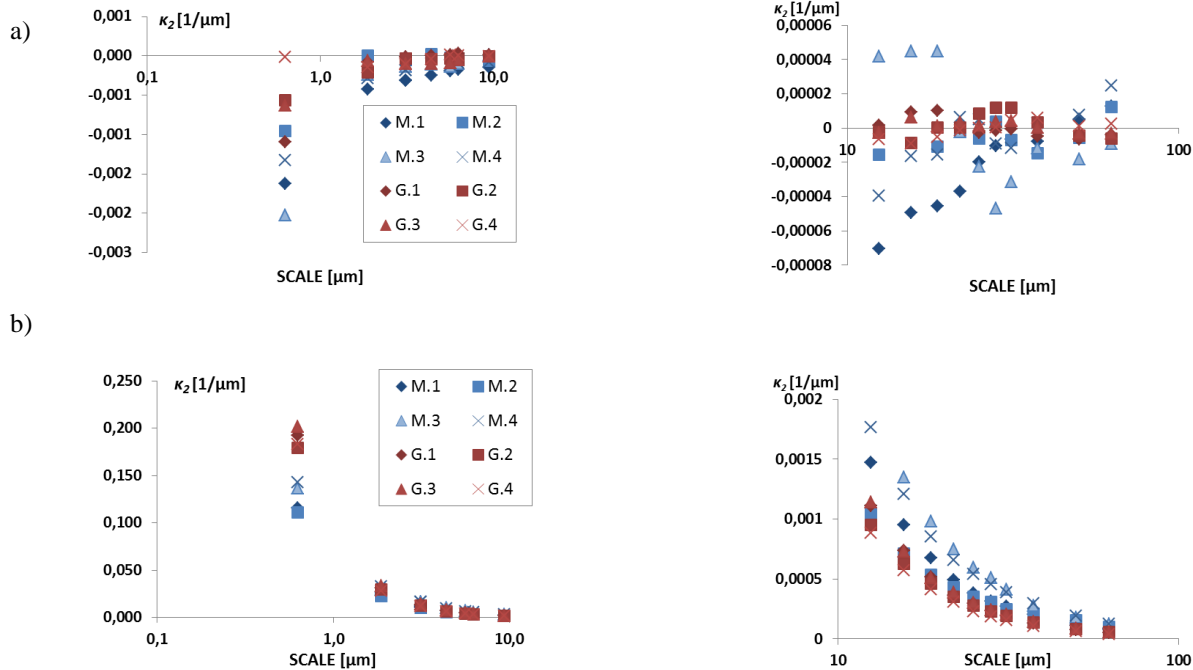 a)
κ2 [1/µm]
0,001
0,000
-0,001
-0,001
-0,002
-0,002
-0,003
0,1
1,0
10,0
M.1 M.2
M.3 M.4
G.1 G.2
G.3 G.4
SCALE [µm]
κ2 [1/µm]
0,00006
0,00004
0,00002
0
-0,00002
-0,00004
-0,00006
-0,00008
10
100
SCALE [µm]
b)
κ2 [1/µm]
0,250
0,200
0,150
0,100
0,050
0,000
0,1
1,0
10,0
M.1 M.2
M.3 M.4
G.1 G.2
G.3 G.4
SCALE [µm]
κ2 [1/µm]
0,002
0,0015
0,001
0,0005
0
10
100
SCALE [µm]